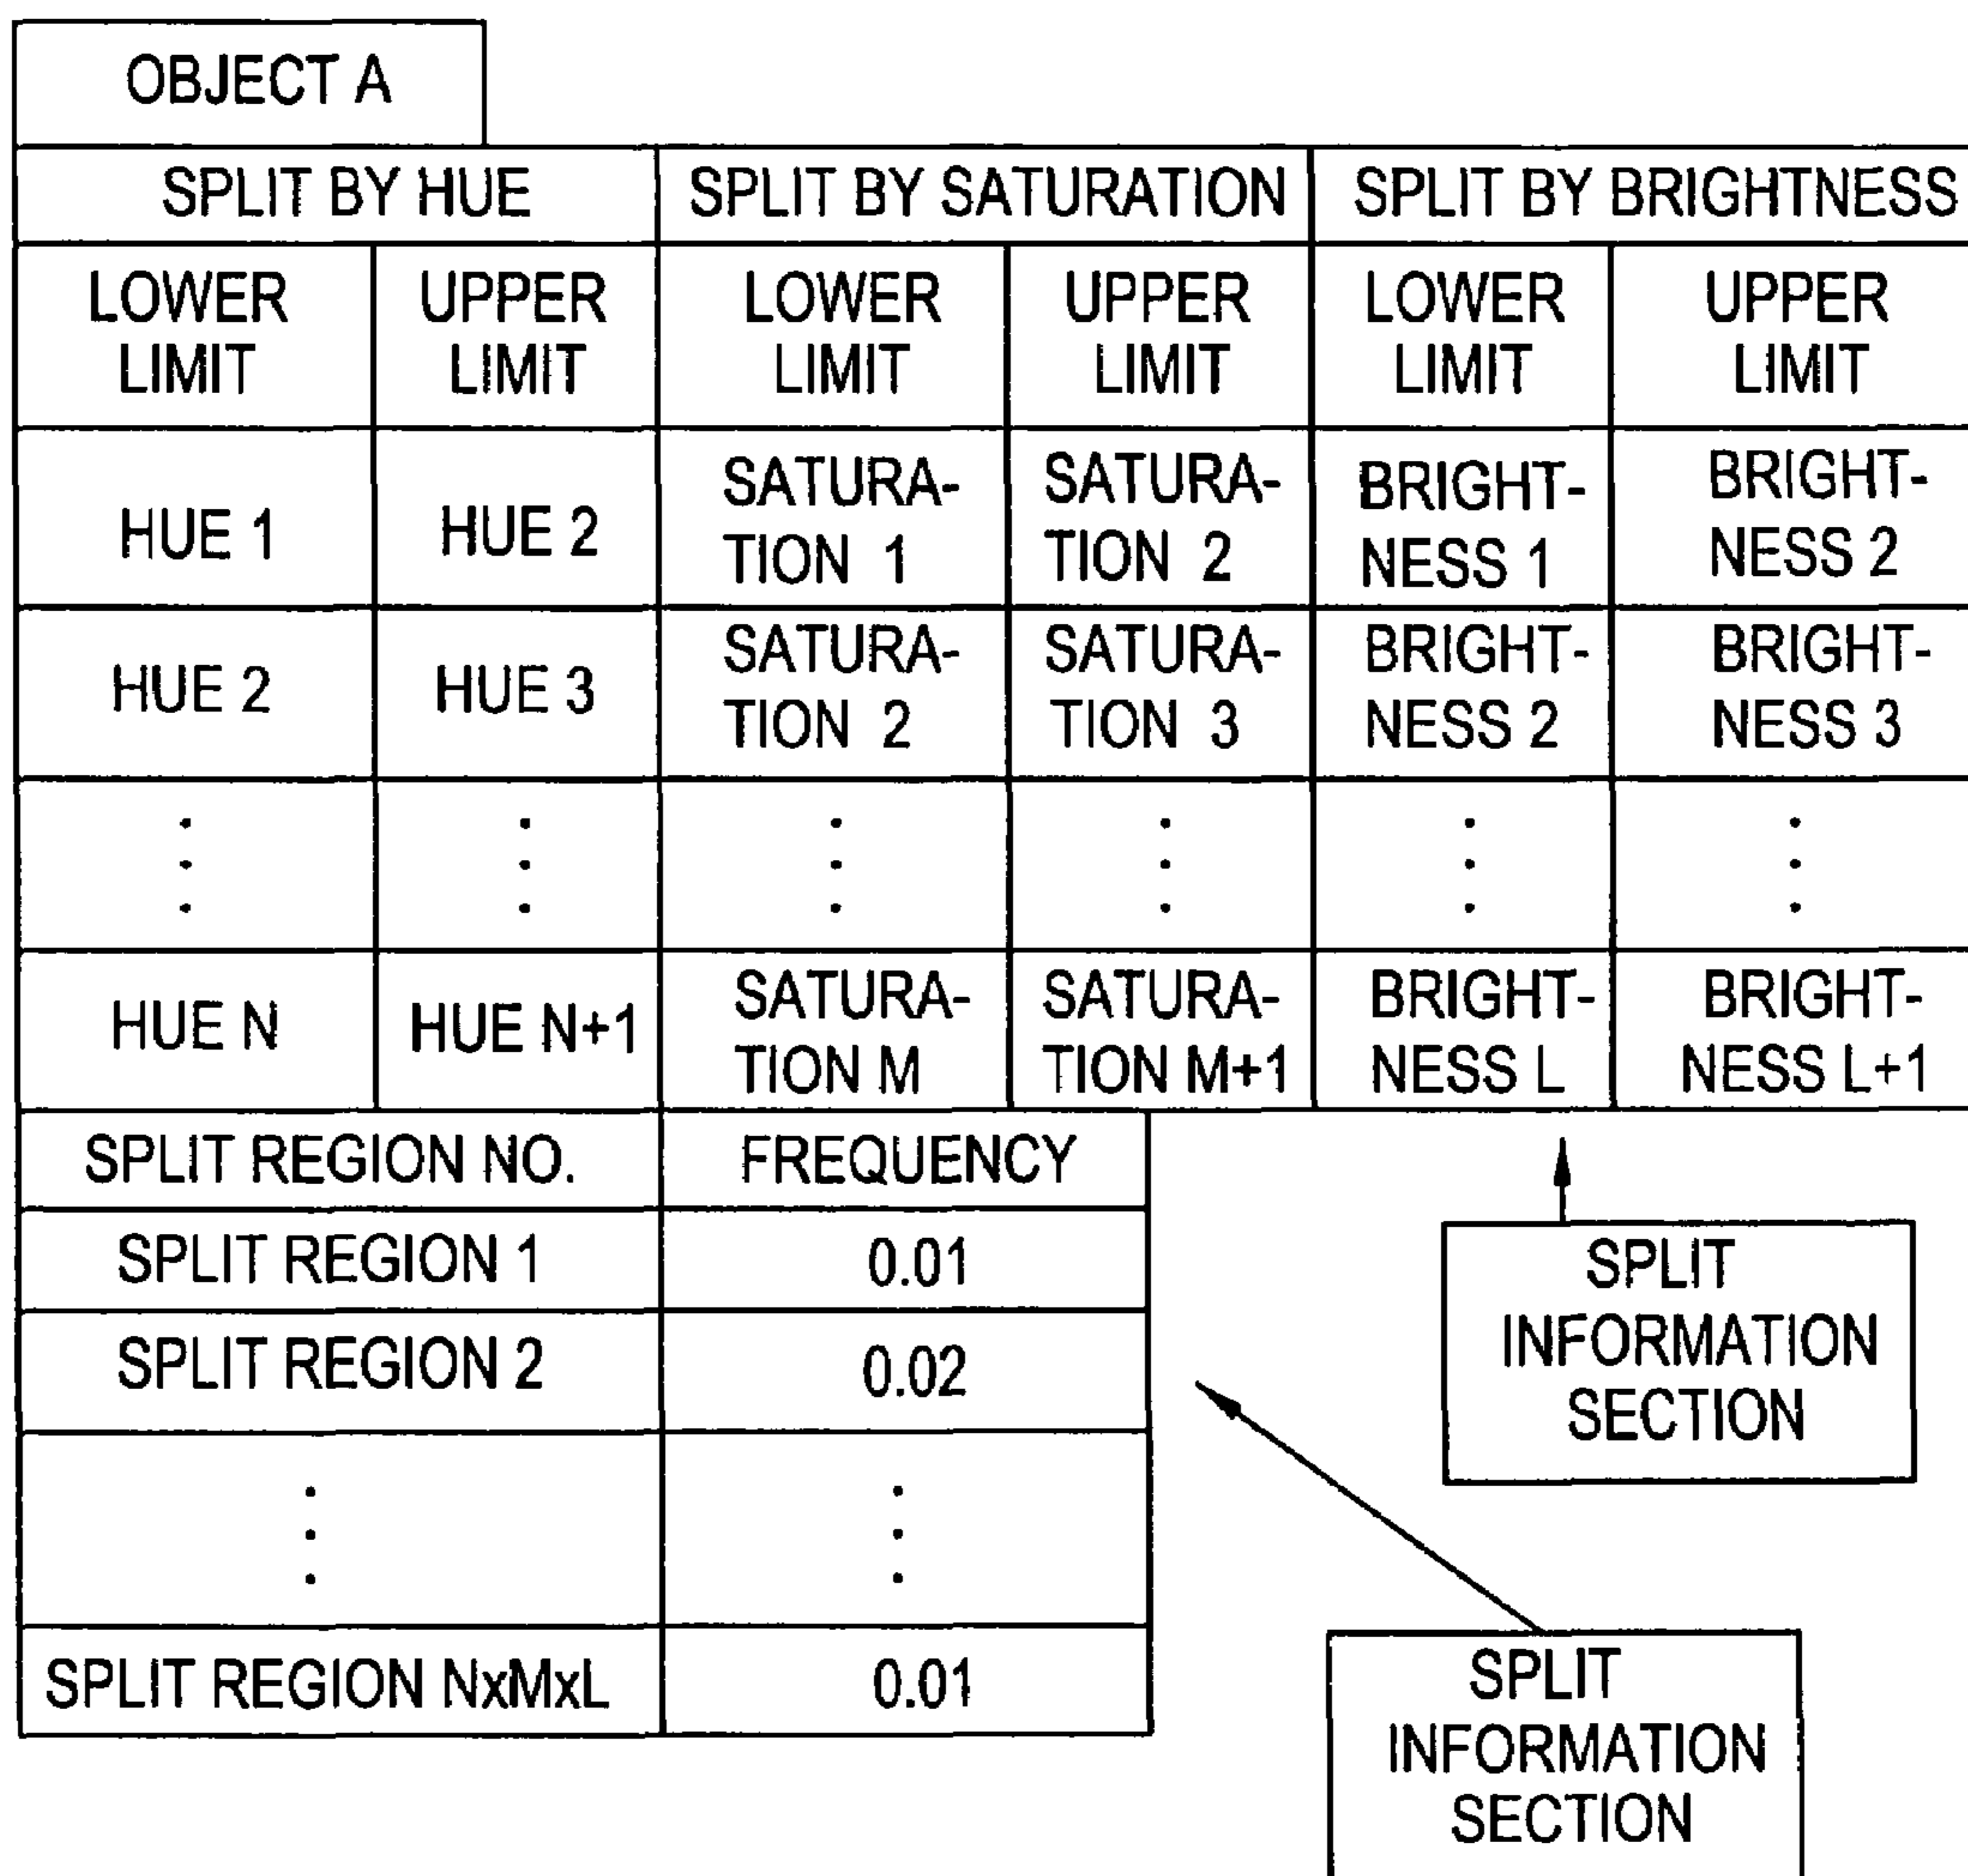 OBJECT A
SPLIT BY HUE SPLIT BY SATURATION SPLIT BY BRIGHTNESS
LOWER LIMIT UPPER LIMIT LOWER LIMIT UPPER LIMIT LOWER LIMIT UPPER LIMIT
HUE 1 HUE 2 SATURA-TION 1 SATURA-TION 2 BRIGHT-NESS 1 BRIGHT-NESS 2
HUE 2 HUE 3 SATURA-TION 2 SATURA-TION 3 BRIGHT-NESS 2 BRIGHT-NESS 3
HUE N HUE N+1 SATURA-TION M SATURA-TION M+1 BRIGHT-NESS L BRIGHT-NESS L+1
SPLIT REGION NO. FREQUENCY
SPLIT REGION 1 0.01
SPLIT REGION 2 0.02
SPLIT REGION NxMxL 0.01
SPLIT
INFORMATION
SECTION
SPLIT
INFORMATION
SECTION